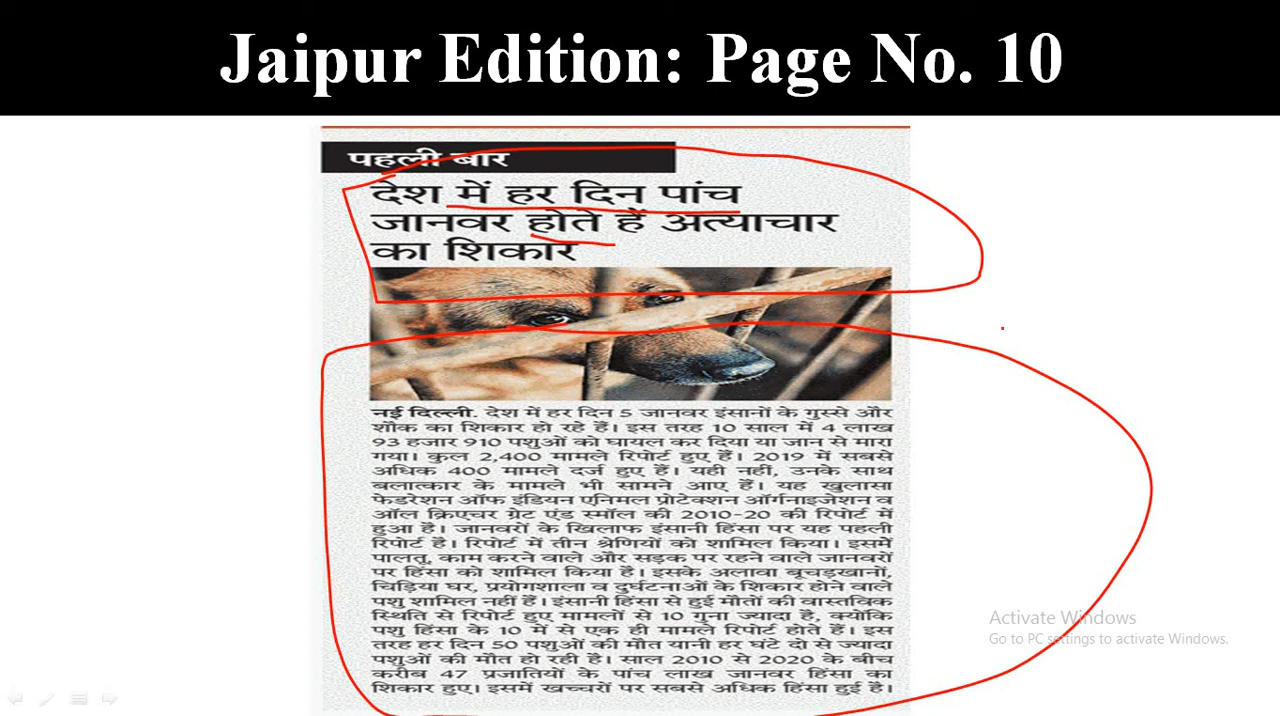 Jaipur Edition: Page No. 10
पहली बार
देश में हर दिन पांच
जानवर होते हैं अत्याचार
का शिकार
नई दिल्ली. देश में हर दिन 5 जानवर इंसानों के गुस्से और
शौक का शिकार हो रहे हैं। इस तरह 10 साल में 4 लाख
93 हजार 910 पशुओं को घायल कर दिया या जान से मारा
गया। कुल 2,400 मामले रिपोर्ट हुए हैं। 2019 में सबसे
अधिक 400 मामले दर्ज हुए हैं। यही नहीं, उनके साथ
बलात्कार के मामले भी सामने आए हैं। यह खुलासा
फेडरेशन ऑफ इंडियन एनिमल प्रोटेक्शन ऑर्गनाइजेशन व
ऑल क्रिएचर ग्रेट एंड स्मॉल की 2010-20 की रिपोर्ट में
हुआ है। जानवरों के खिलाफ इंसानी हिंसा पर यह पहली
रिपोर्ट है। रिपोर्ट में तीन श्रेणियों को शामिल किया। इसमें
पालतू, काम करने वाले और सड़क पर रहने वाले जानवरों
पर हिंसा को शामिल किया है। इसके अलावा बूचड़खानों,
चिड़िया घर, प्रयोगशाला व दुर्घटनाओं के शिकार होने वाले
पशु शामिल नहीं हैं। इंसानी हिंसा से हुई मौतों की वास्तविक
स्थिति से रिपोर्ट हुए मामलों से 10 गुना ज्यादा है, क्योंकि
पशु हिंसा के 10 में से एक ही मामले रिपोर्ट होते हैं। इस
तरह हर दिन 50 पशुओं की मौत यानी हर घंटे दो से ज्यादा
पशुओं की मौत हो रही है। साल 2010 से 2020 के बीच
करीब 47 प्रजातियों के पांच लाख जानवर हिंसा का
शिकार हुए। इसमें खच्चरों पर सबसे अधिक हिंसा हुई है।
Activate Windows
Go to PC settings to activate Windows.